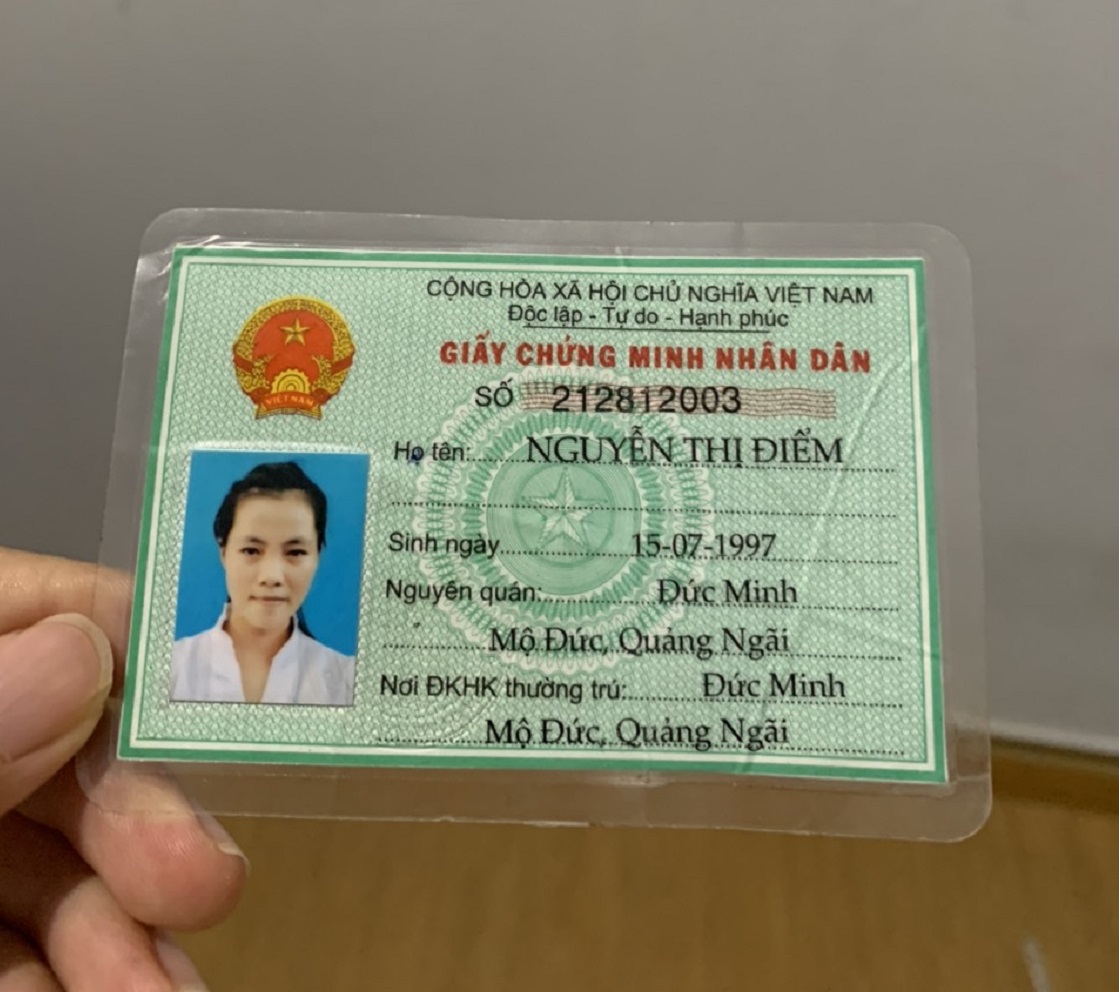 CỘNG HÒA XÃ HỘI CHỦ NGHĨA VIỆT NAM
Độc lập - Tự do - Hạnh phúc
GIẤY CHỨNG MINH NHÂN DÂN
SỐ 212812003
Họ tên: NGUYỄN THỊ ĐIỂM
Sinh ngày 15-07-1997
Nguyên quán: Đức Minh
Mộ Đức, Quảng Ngãi
Nơi ĐKHK thường trú: Đức Minh
Mộ Đức, Quảng Ngãi
VIỆT NAM